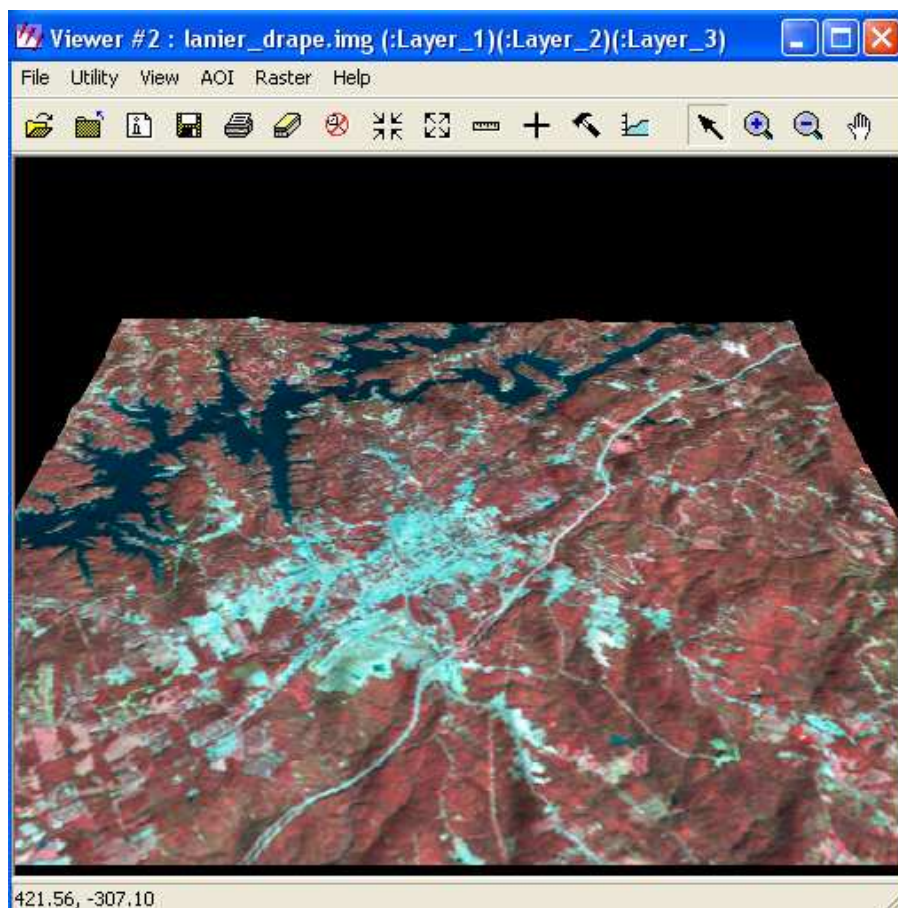 Viewer #2 : lanier_drape.img (:Layer_1)(:Layer_2)(:Layer_3)
File Utility View AOI Raster Help
421.56, -307.10